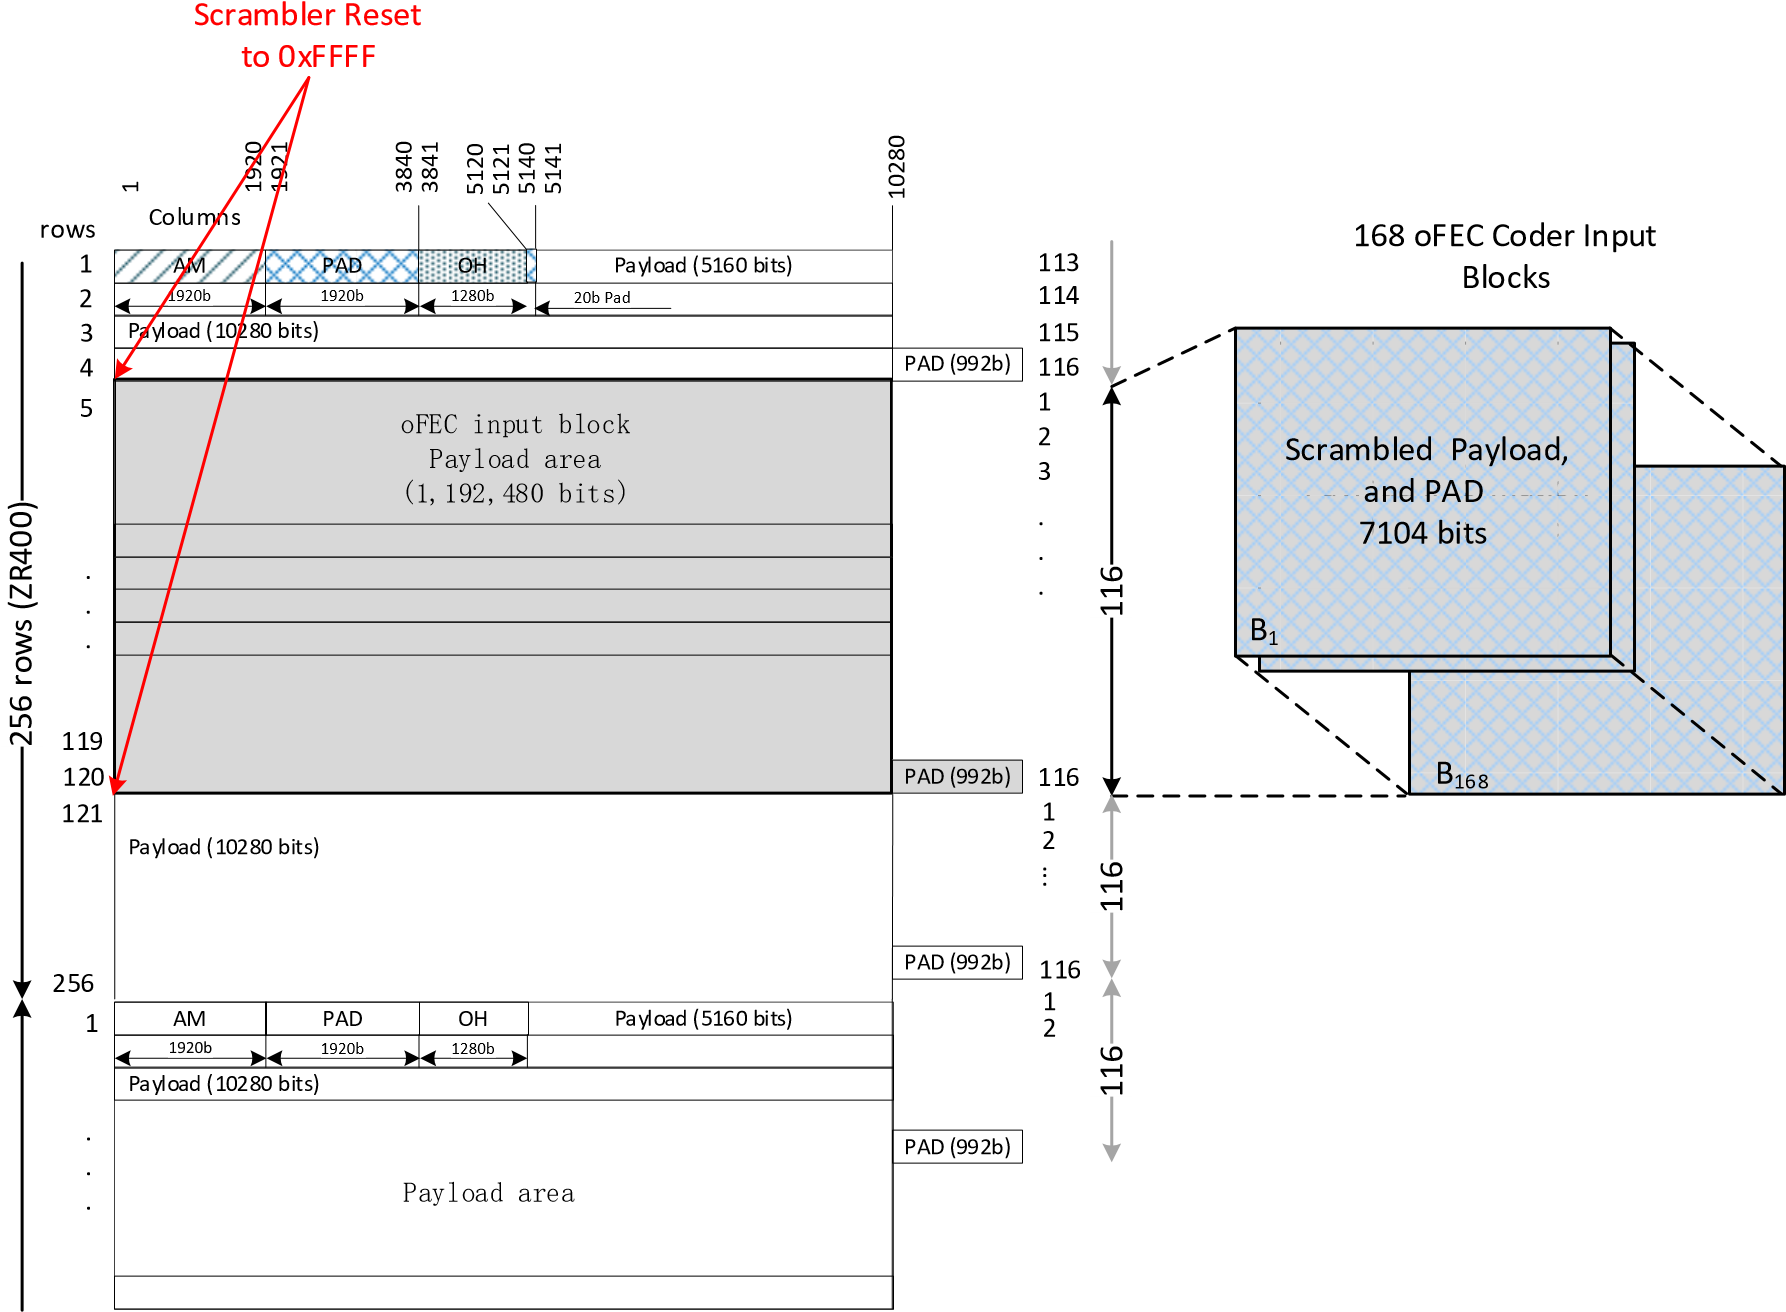 Scrambler Reset
to 0xFFFF
1
1920
1921
3840
3841
5120
5121
5140
5141
10280
Columns
rows
1
AM
PAD
OH
Payload (5160 bits)
2
1920b
1920b
1280b
20b Pad
3
Payload (10280 bits)
4
PAD (992b)
5
oFEC input block
Payload area
(1,192,480 bits)
.
.
.
119
120
PAD (992b)
121
Payload (10280 bits)
PAD (992b)
256
256 rows (ZR400)
1
AM
PAD
OH
Payload (5160 bits)
1920b
1920b
1280b
Payload (10280 bits)
PAD (992b)
.
.
.
Payload area
113
114
115
116
1
2
3
.
.
.
116
1
2
...
116
1
2
116
116
116
168 oFEC Coder Input
Blocks
Scrambled Payload,
and PAD
7104 bits
B1
B168